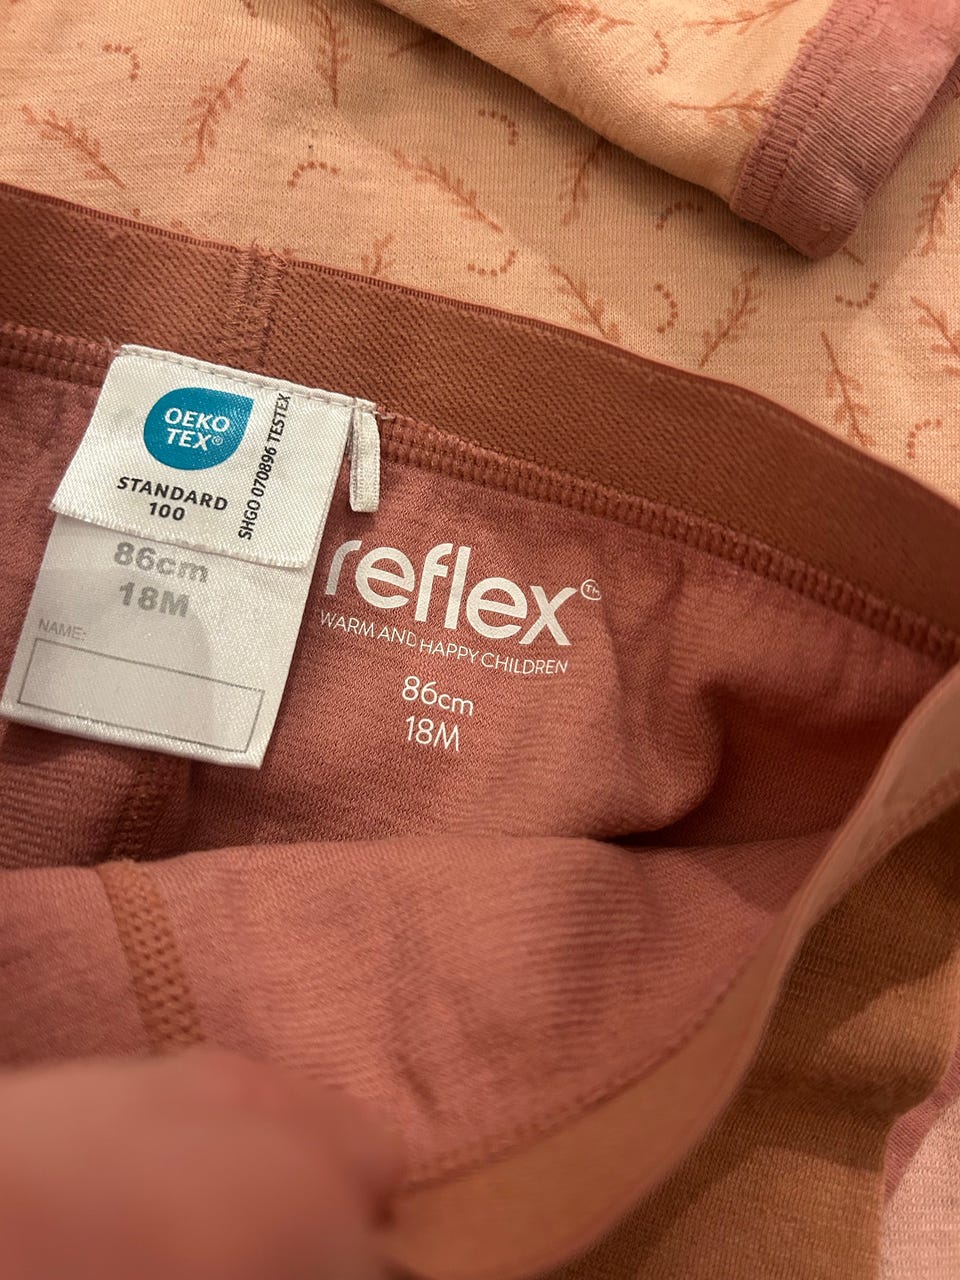 OEKO
TEX®
STANDARD
100
SHGO 070896 TESTEX
86cm
18M
NAME:
reflex™
WARM AND HAPPY CHILDREN
86cm
18M